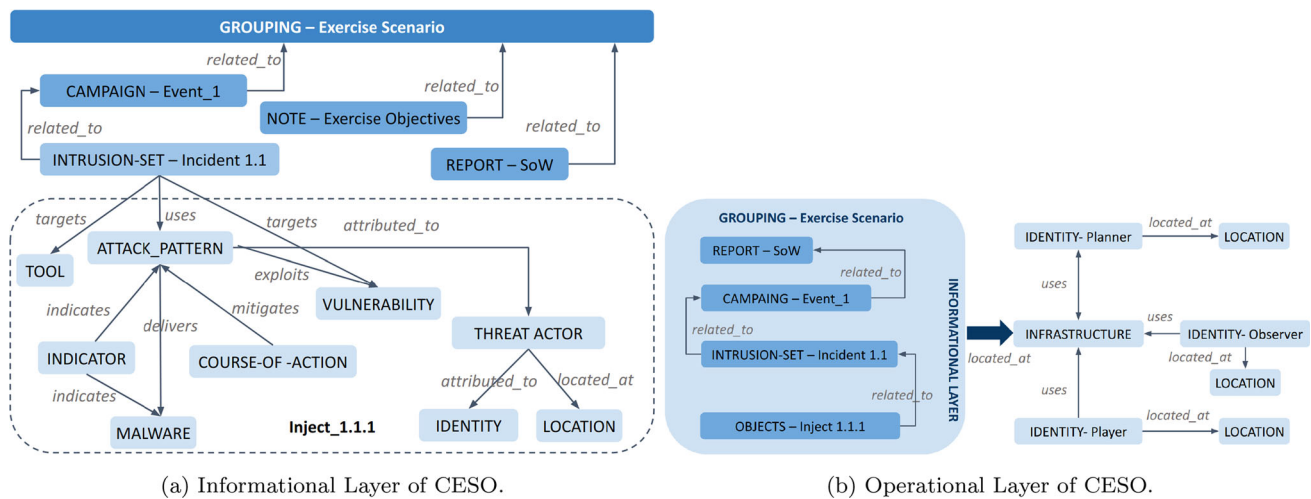 GROUPING – Exercise Scenario
related_to
CAMPAIGN – Event_1
related_to
NOTE – Exercise Objectives
related_to
related_to
INTRUSION-SET – Incident 1.1
REPORT – SoW
targets
uses
targets
attributed_to
ATTACK_PATTERN
TOOL
exploits
VULNERABILITY
indicates
mitigates
delivers
THREAT ACTOR
INDICATOR
COURSE-OF -ACTION
attributed_to
located_at
indicates
MALWARE
Inject_1.1.1
IDENTITY
LOCATION
(a) Informational Layer of CESO.
GROUPING – Exercise Scenario
REPORT – SoW
related_to
CAMPAING – Event_1
related_to
INTRUSION-SET – Incident 1.1
related_to
OBJECTS – Inject 1.1.1
INFORMATIONAL LAYER
located_at
IDENTITY- Planner
located_at
LOCATION
uses
INFRASTRUCTURE
uses
IDENTITY- Observer
located_at
LOCATION
uses
IDENTITY- Player
located_at
LOCATION
(b) Operational Layer of CESO.